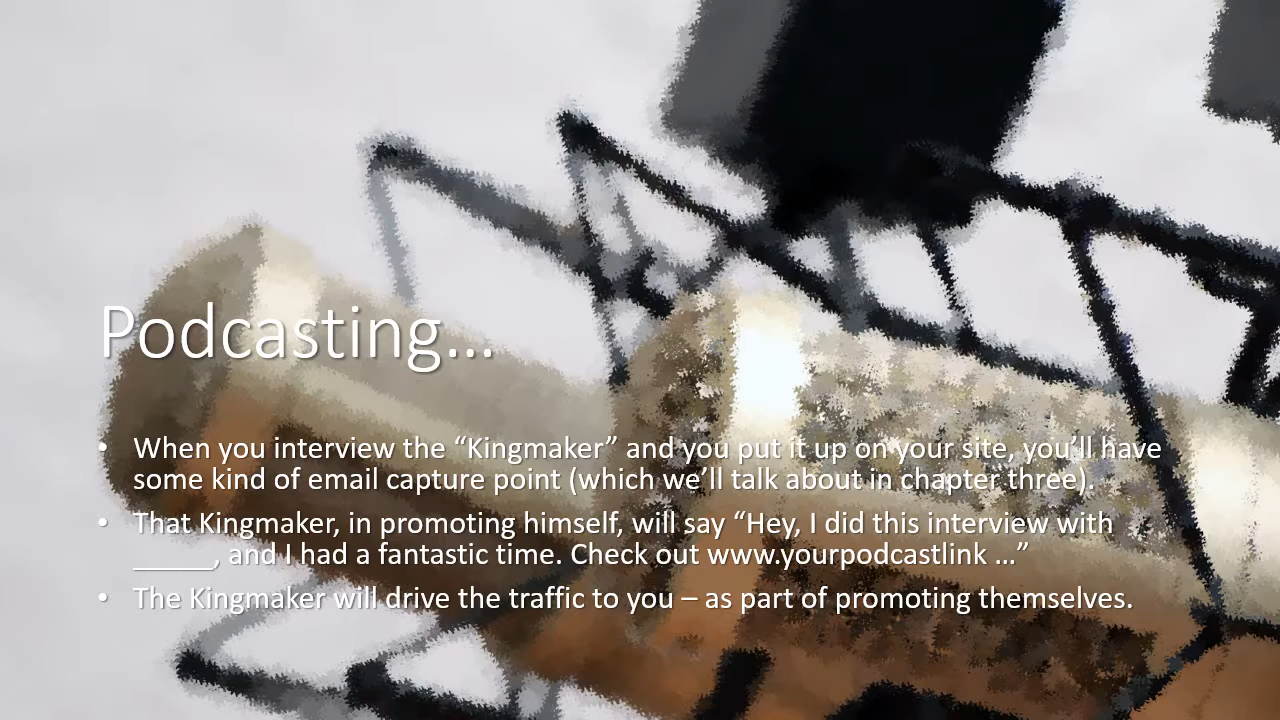 Podcasting...
• When you interview the “Kingmaker” and you put it up on your site, you’ll have
some kind of email capture point (which we’ll talk about in chapter three).
• That Kingmaker, in promoting himself, will say “Hey, I did this interview with
_____, and I had a fantastic time. Check out www.yourpodcastlink ...”
• The Kingmaker will drive the traffic to you – as part of promoting themselves.